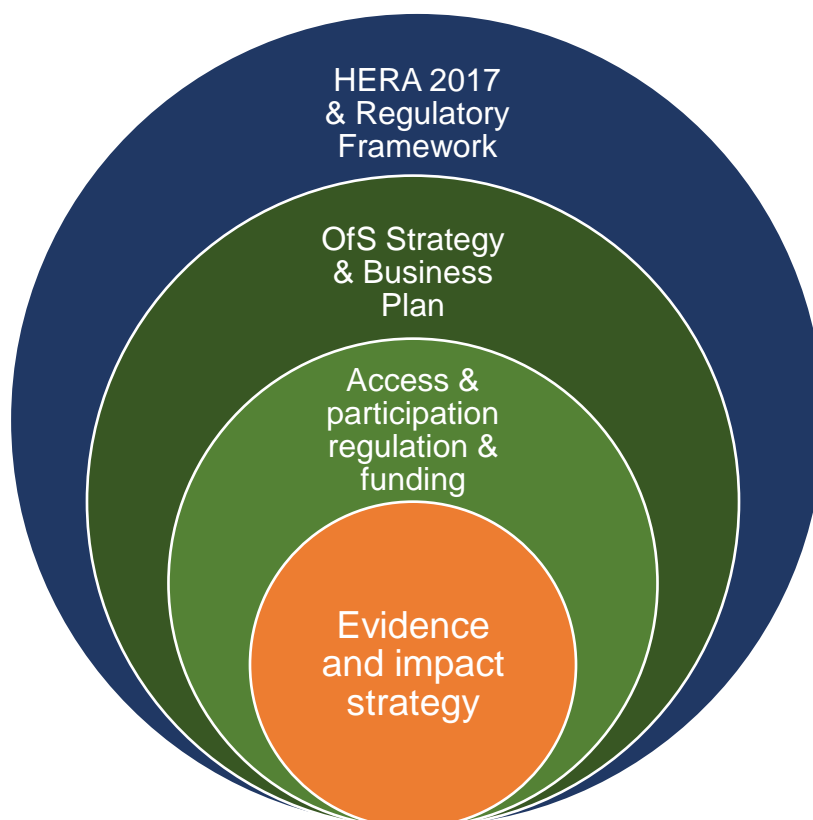 HERA 2017
& Regulatory
Framework
OfS Strategy
& Business
Plan
Access &
participation
regulation &
funding
Evidence
and impact
strategy